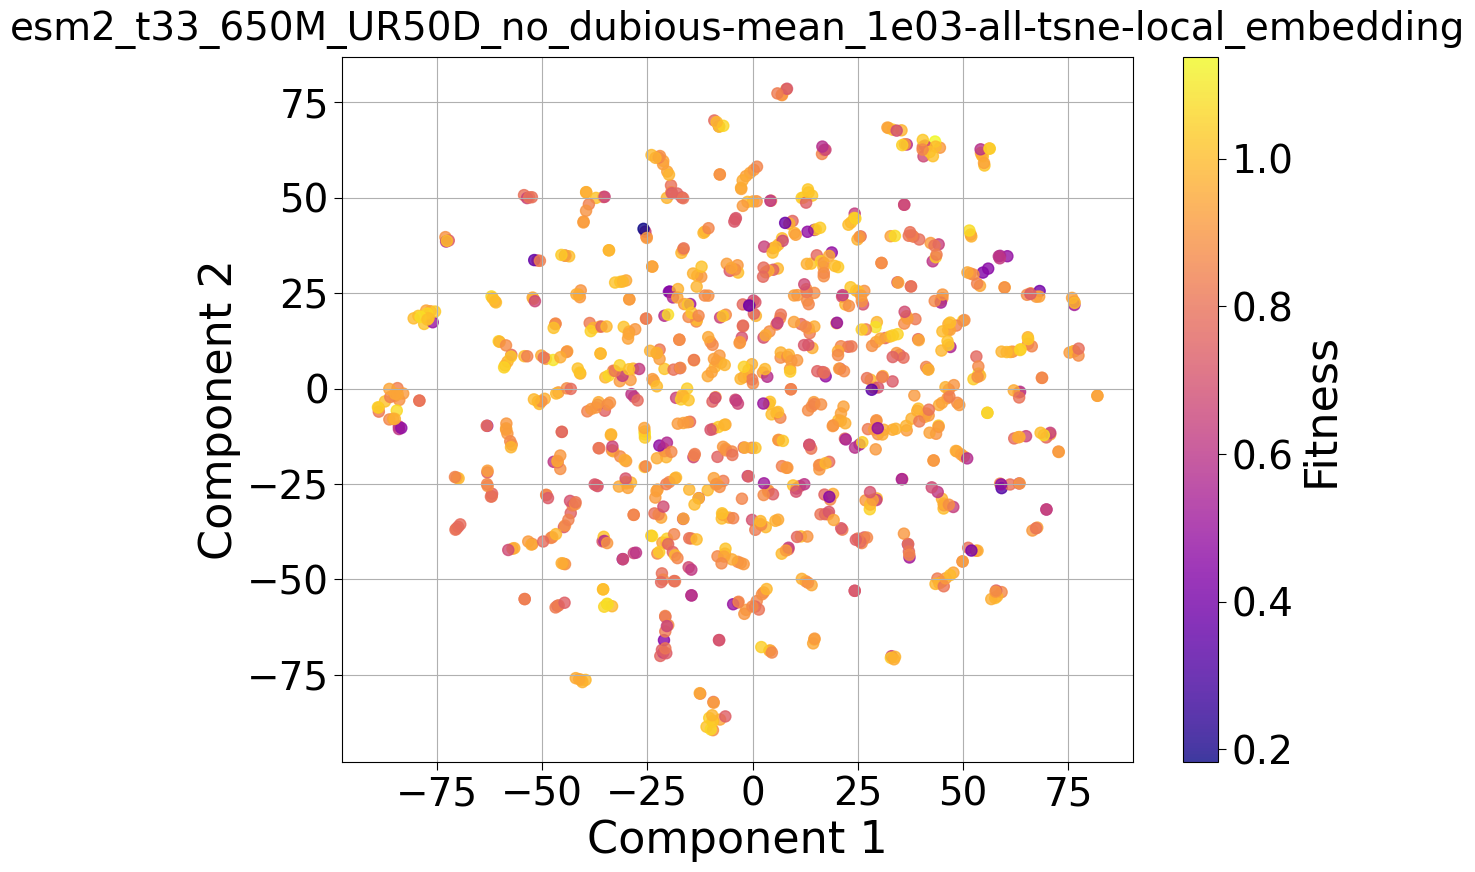 esm2_t33_650M_UR50D_no_dubious-mean_1e03-all-tsne-local_embedding
75
50
25
0
−25
−50
−75
Component 2
−75 −50 −25 0 25 50 75
Component 1
1.0
0.8
0.6
0.4
0.2
Fitness